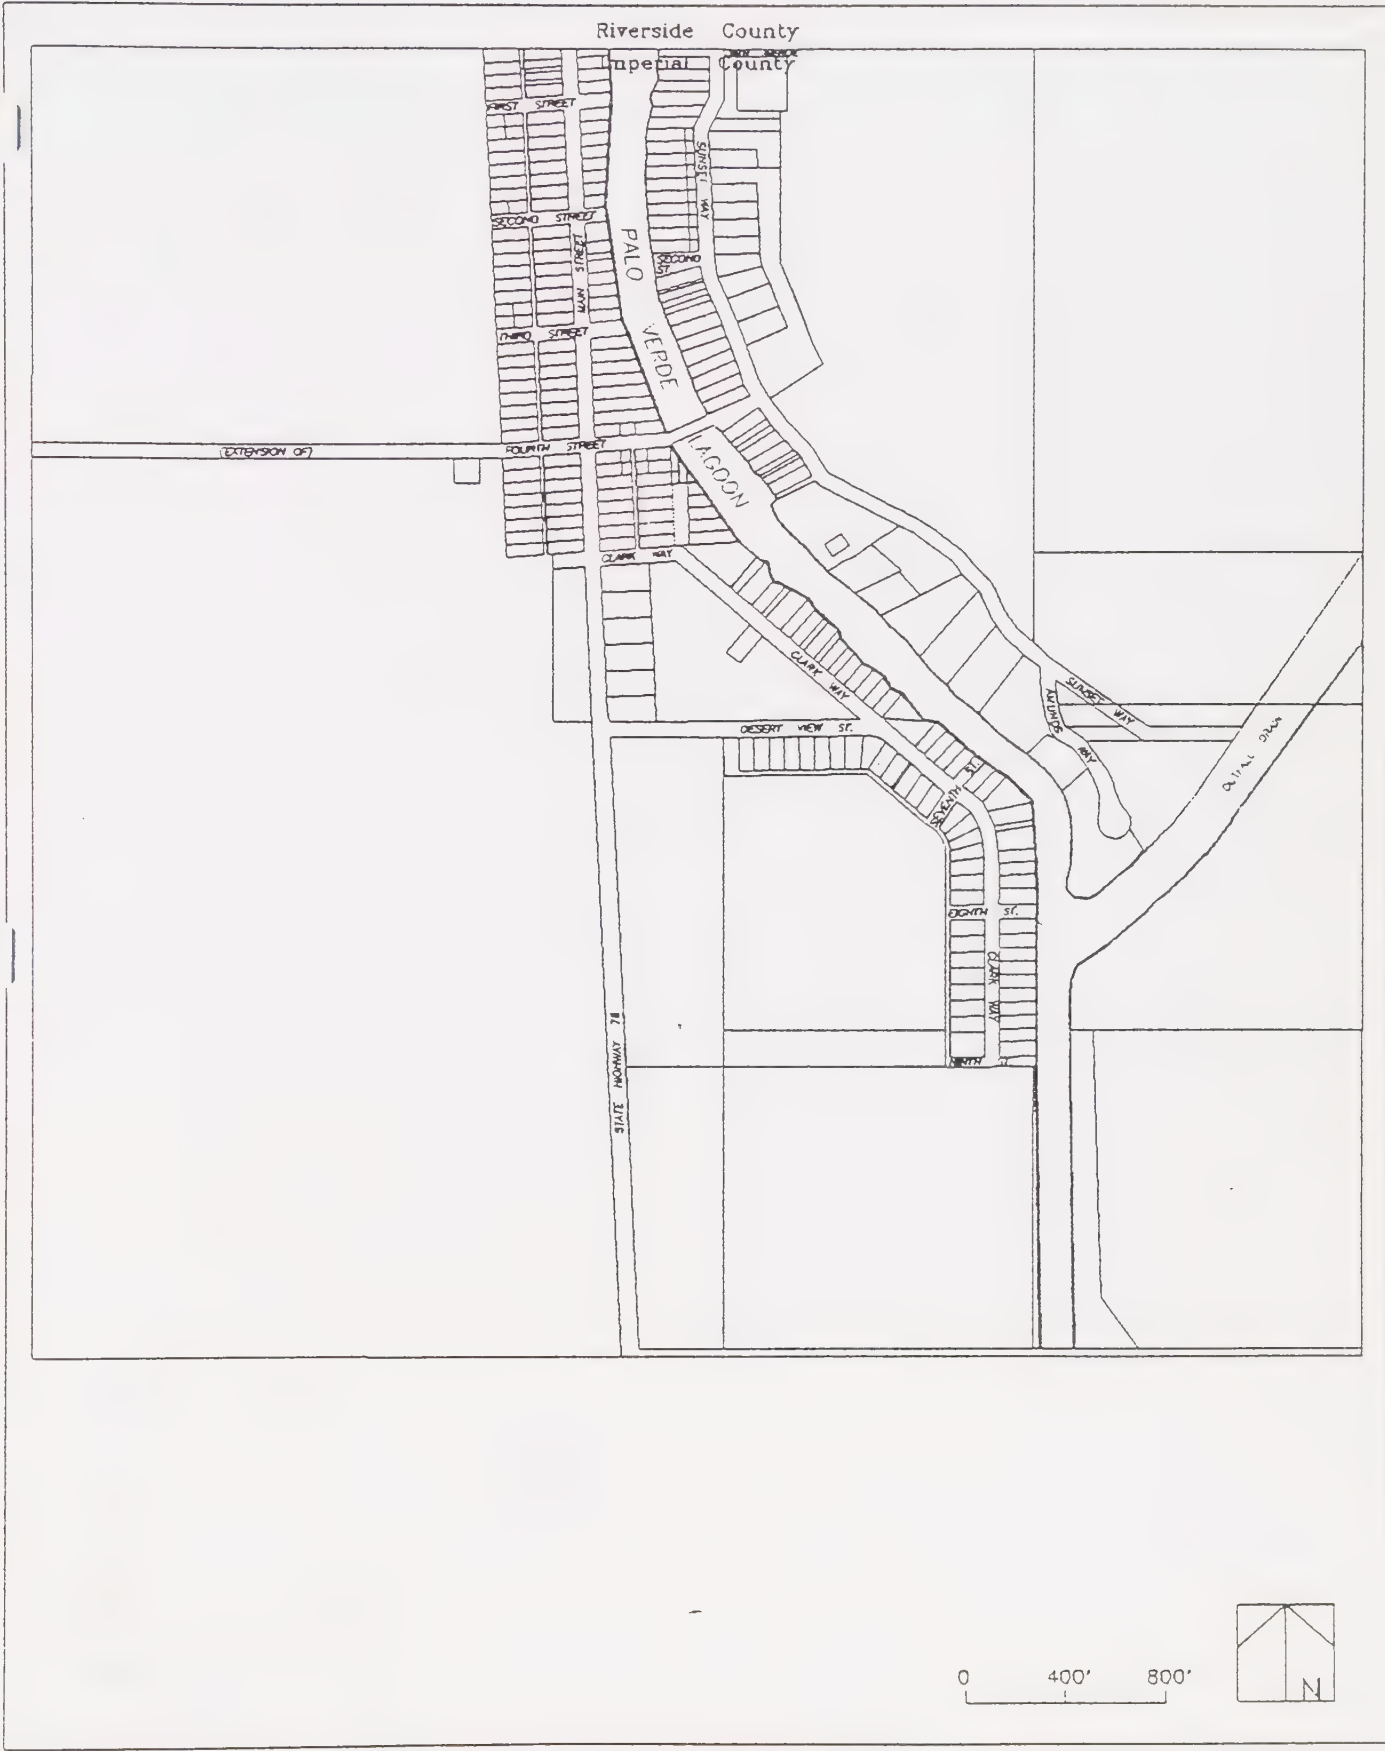 Riverside County
Imperial County
FIRST STREET
SUNSET WAY
SECOND STREET
MAIN STREET
PALO VERDE LAGOON
SECOND ST.
THIRD STREET
(EXTENSION OF)
FOURTH STREET
CLARK WAY
CLARK WAY
SUNSET WAY
WAY
DESERT VIEW ST.
SEVENTH ST.
OUTFALL DRAIN
EIGHTH ST.
CLARK WAY
STATE HIGHWAY 78
NINTH
0 400' 800'
N